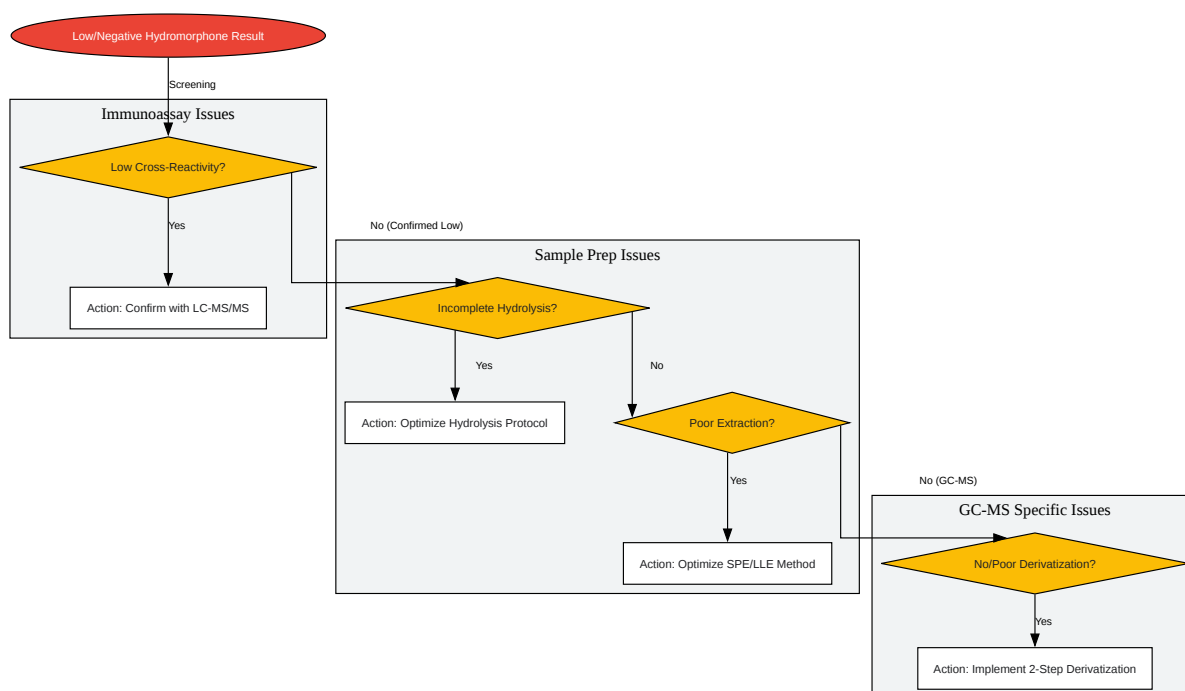 Low/Negative Hydromorphone Result
Screening
Immunoassay Issues
Low Cross-Reactivity?
Yes
Action: Confirm with LC-MS/MS
No (Confirmed Low)
Sample Prep Issues
Incomplete Hydrolysis?
Yes
No
Action: Optimize Hydrolysis Protocol
Poor Extraction?
Yes
Action: Optimize SPE/LLE Method
No (GC-MS)
GC-MS Specific Issues
No/Poor Derivatization?
Yes
Action: Implement 2-Step Derivatization